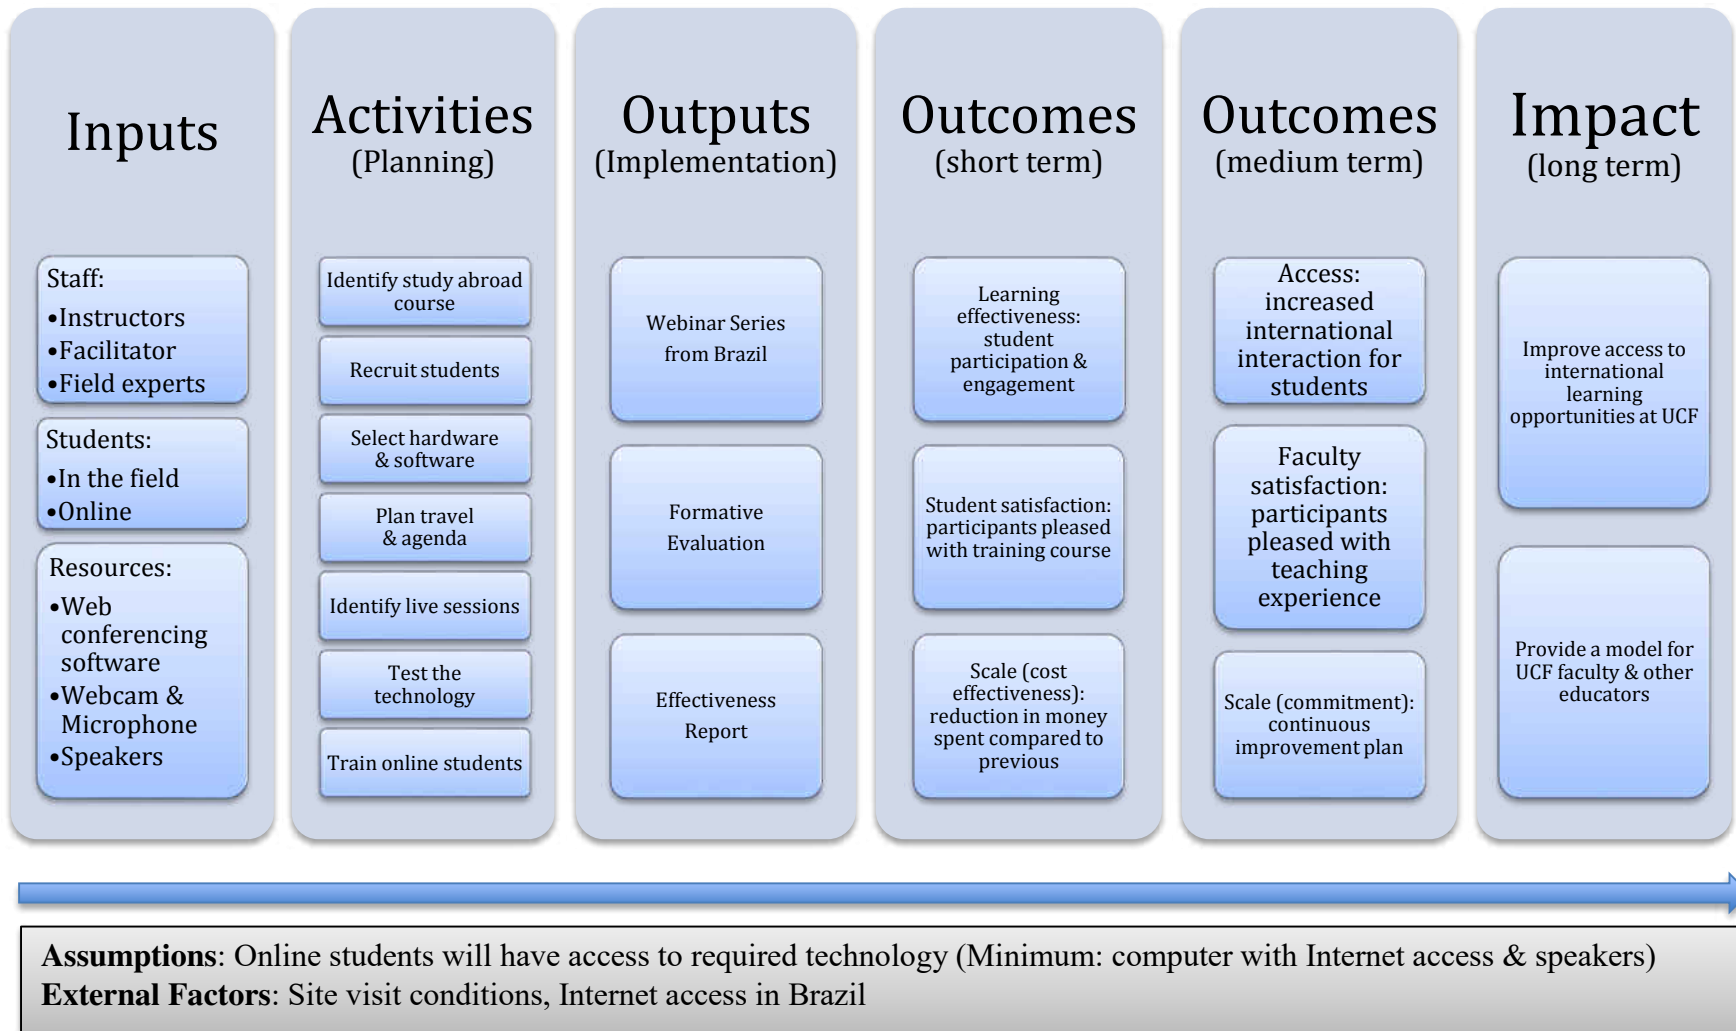 Inputs
Staff:
•Instructors
•Facilitator
•Field experts
Students:
•In the field
•Online
Resources:
•Web
conferencing
software
•Webcam &
Microphone
•Speakers
Activities
(Planning)
Identify study abroad
course
Recruit students
Select hardware
& software
Plan travel
& agenda
Identify live sessions
Test the
technology
Train online students
Outputs
(Implementation)
Webinar Series
from Brazil
Formative
Evaluation
Effectiveness
Report
Outcomes
(short term)
Learning
effectiveness:
student
participation &
engagement
Student satisfaction:
participants pleased
with training course
Scale (cost
effectiveness):
reduction in money
spent compared to
previous
Outcomes
(medium term)
Access:
increased
international
interaction for
students
Faculty
satisfaction:
participants
pleased with
teaching
experience
Scale (commitment):
continuous
improvement plan
Impact
(long term)
Improve access to
international
learning
opportunities at UCF
Provide a model for
UCF faculty & other
educators
Assumptions: Online students will have access to required technology (Minimum: computer with Internet access & speakers)
External Factors: Site visit conditions, Internet access in Brazil